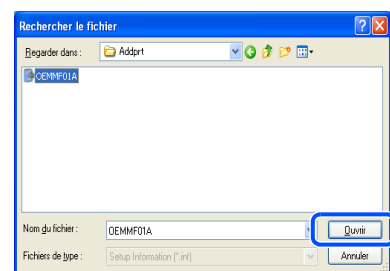 Rechercher le fichier
Regarder dans : Addprt
OEMMF01A
Nom du fichier : OEMMF01A Ouvrir
Fichiers de type : Setup Information (*.inf) Annuler